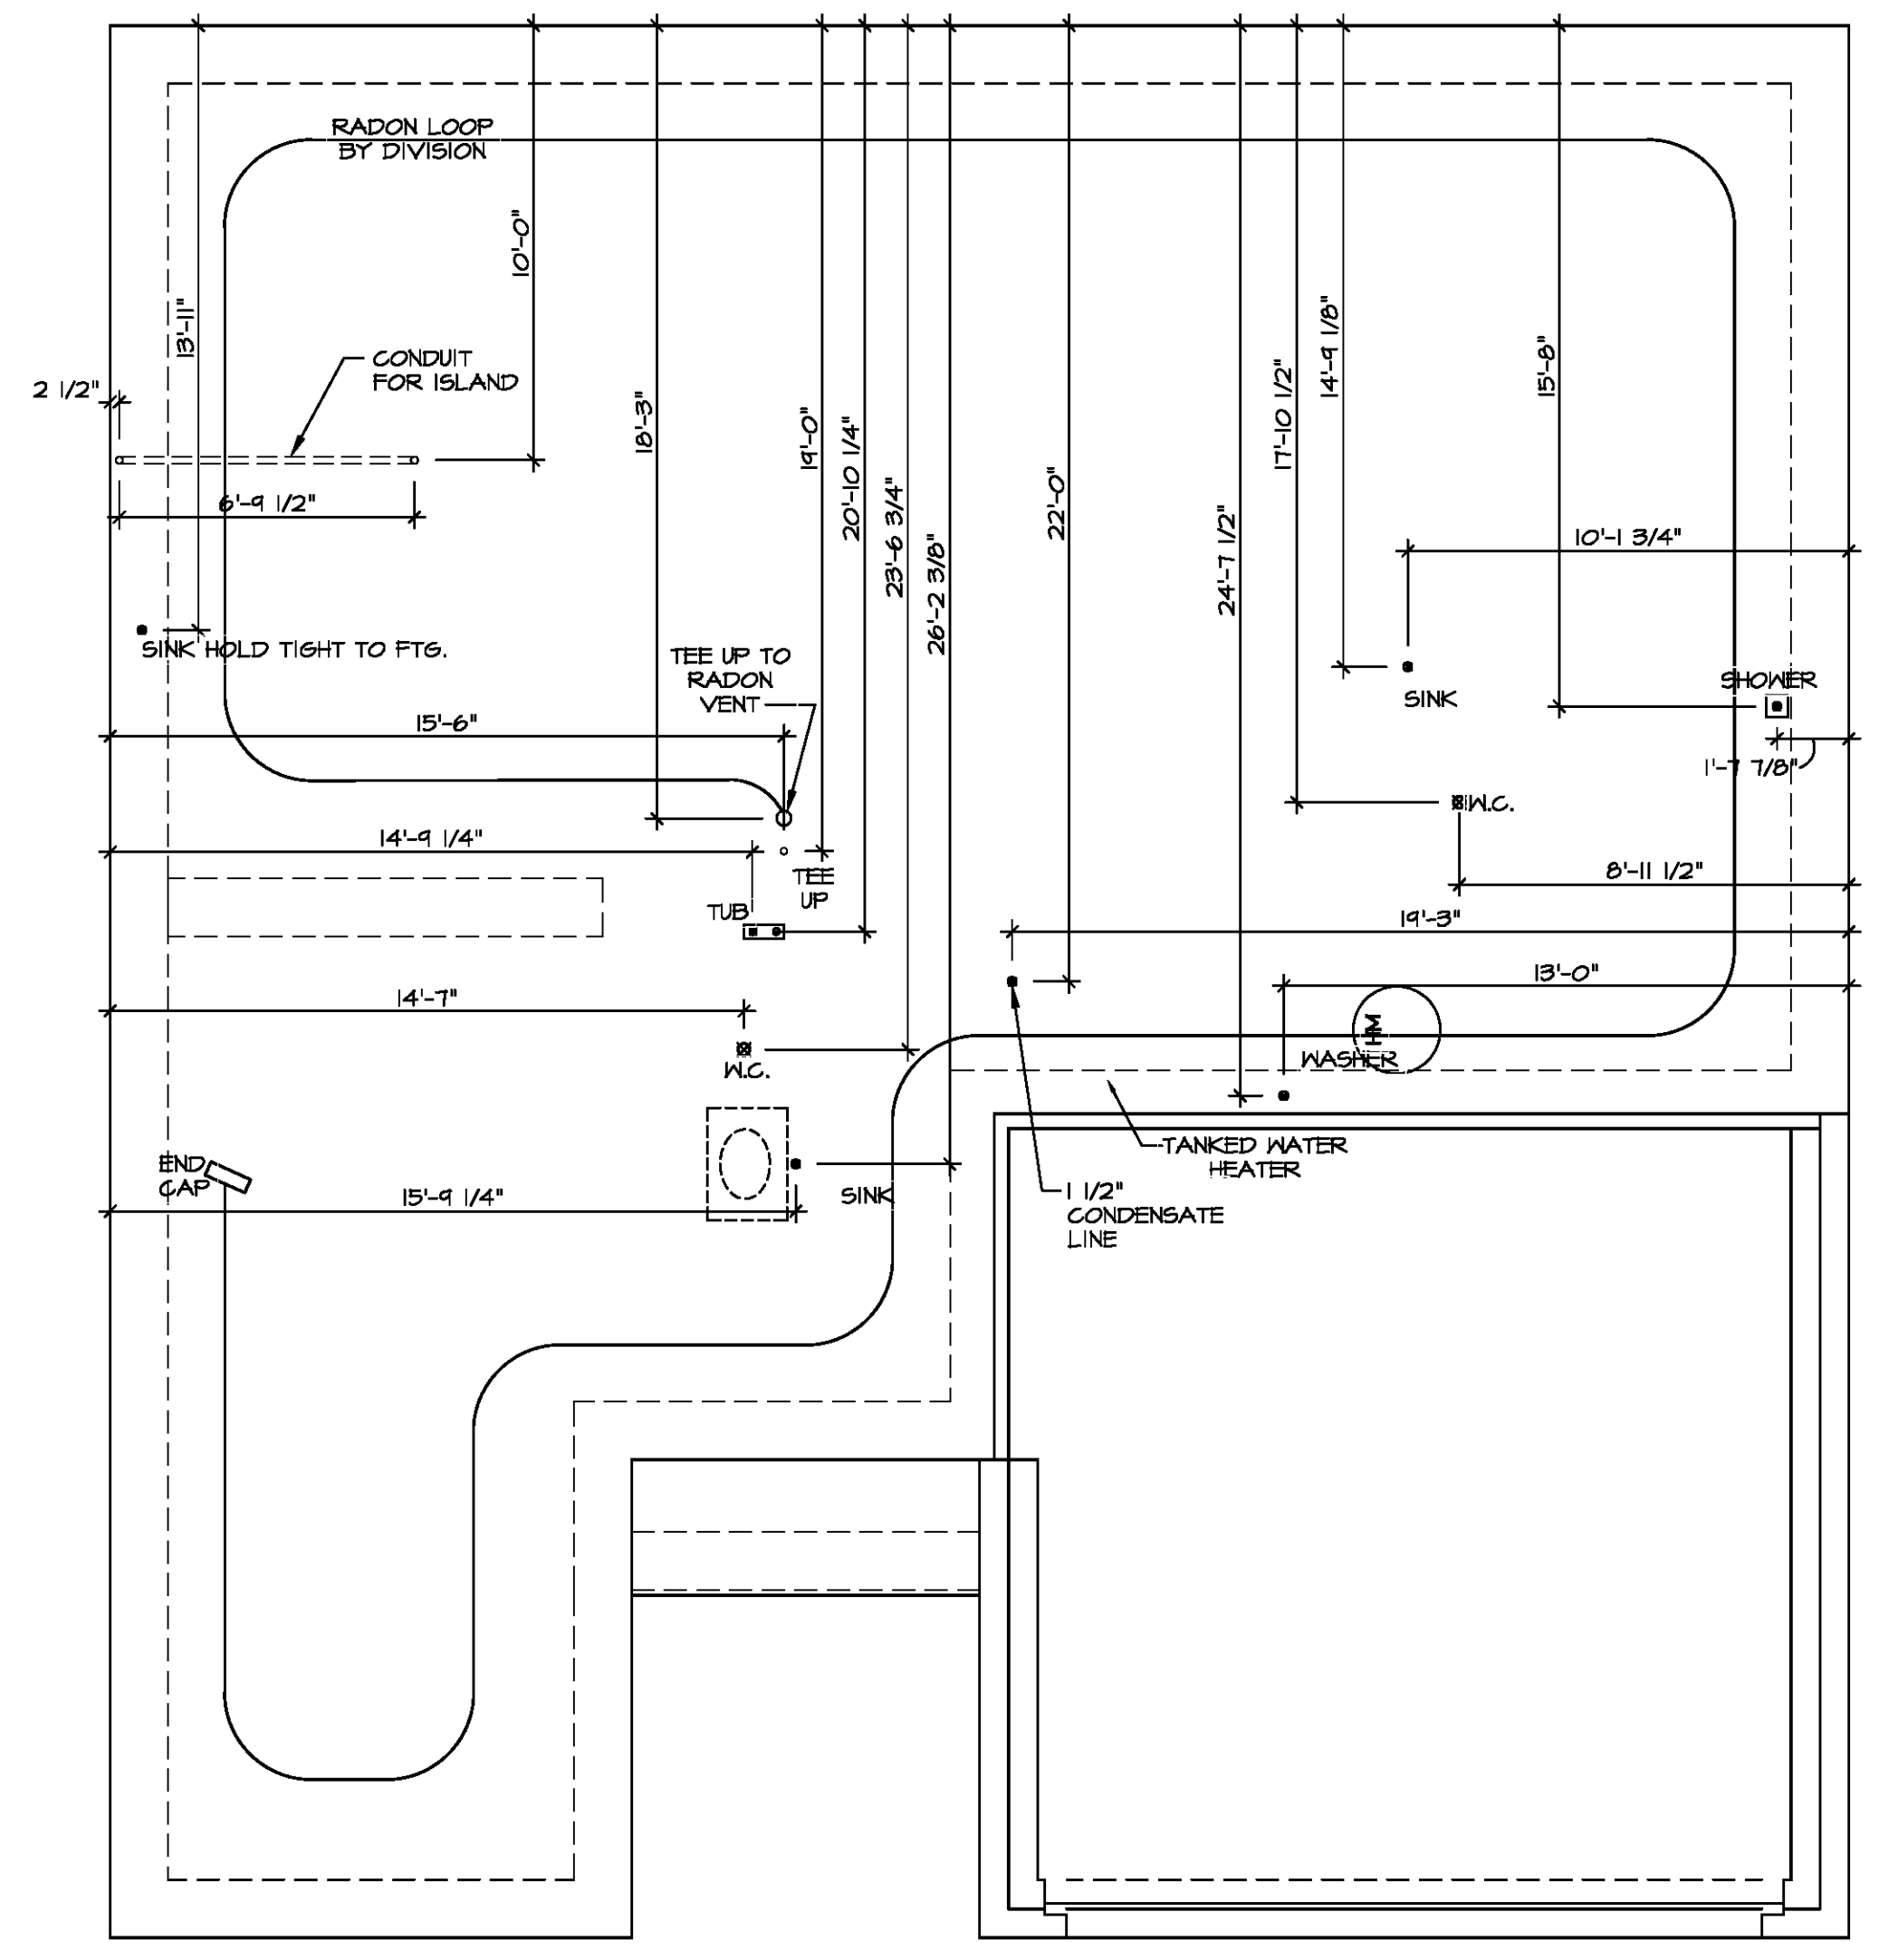 RADON LOOP
BY DIVISION
10'-0"
13'-11"
CONDUIT
FOR ISLAND
2 1/2"
6'-9 1/2"
18'-3"
19'-0"
20'-10 1/4"
23'-6 3/4"
26'-2 3/8"
22'-0"
24'-7 1/2"
17'-10 1/2"
14'-9 1/8"
15'-8"
10'-1 3/4"
SINK HOLD TIGHT TO FTG.
TEE UP TO
RADON
VENT
SINK
SHOWER
15'-6"
1'-7 7/8"
W.C.
14'-9 1/4"
8'-11 1/2"
TEE
UP
TUB
19'-3"
13'-0"
14'-7"
HM
WASHER
W.C.
TANKED WATER
HEATER
END
CAP
15'-9 1/4"
SINK
1 1/2"
CONDENSATE
LINE